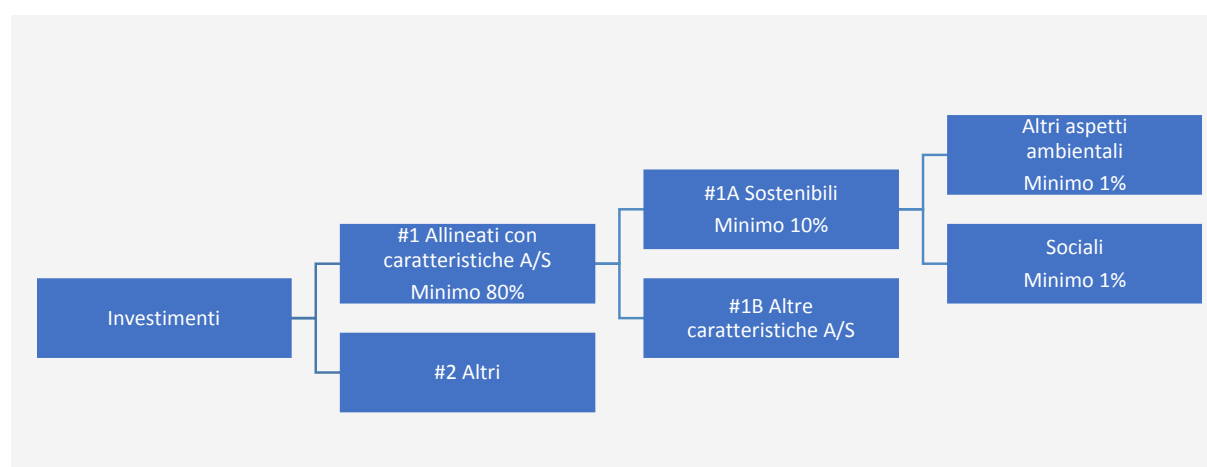 Investimenti
#1 Allineati con
caratteristiche A/S
Minimo 80%
#2 Altri
#1A Sostenibili
Minimo 10%
#1B Altre
caratteristiche A/S
Altri aspetti
ambientali
Minimo 1%
Sociali
Minimo 1%